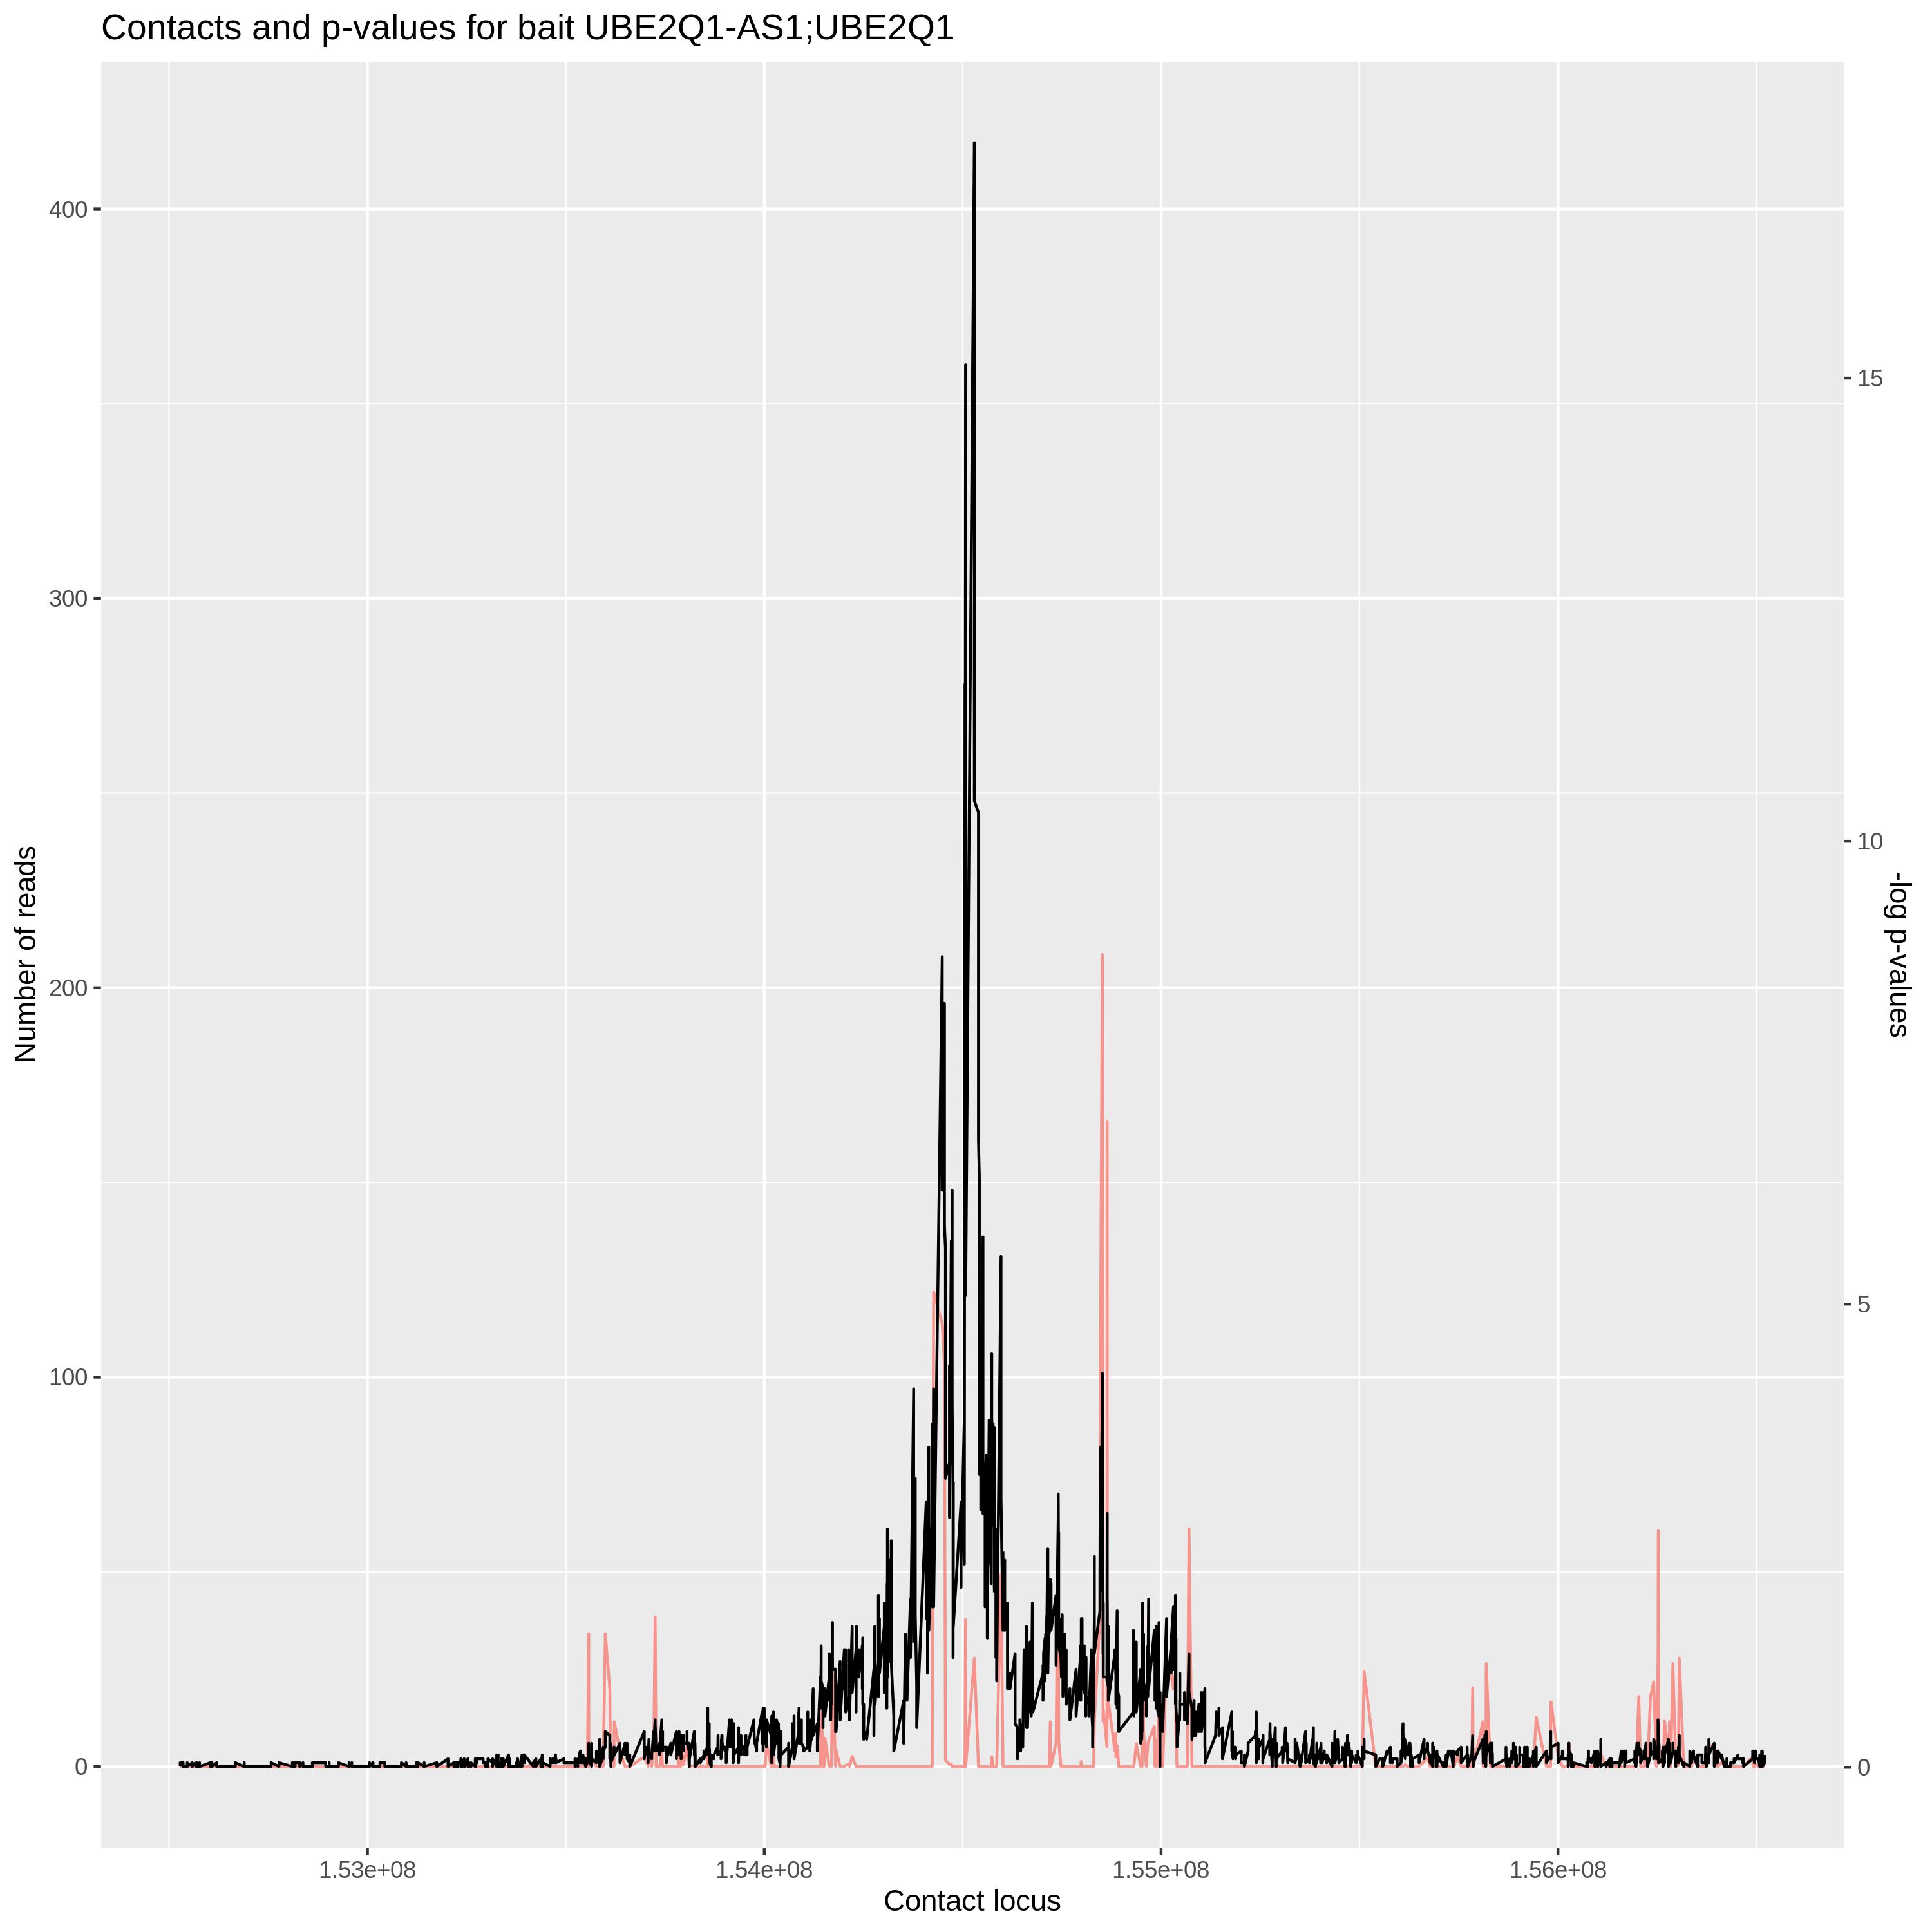 Contacts and p-values for bait UBE2Q1-AS1;UBE2Q1
400
300
200
100
0
Number of reads
15
10
5
0
-log p-values
1.53e+08
1.54e+08
1.55e+08
1.56e+08
Contact locus